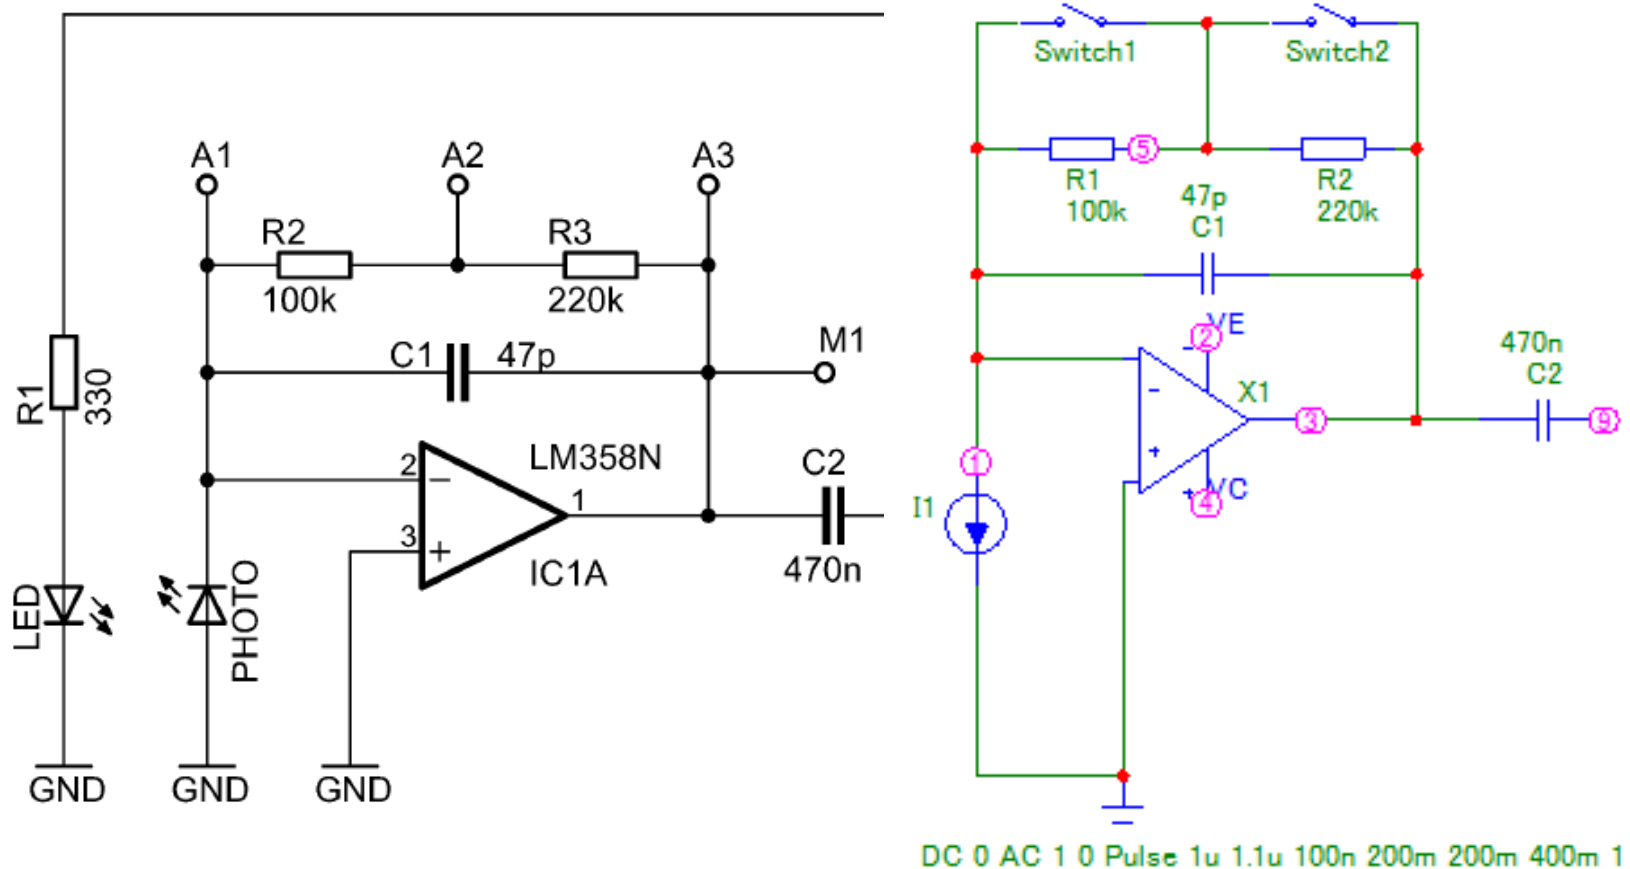 A1
A2
A3
R2
100k
R3
220k
C1
47p
M1
R1
330
LM358N
2
3
1
-
+
IC1A
C2
470n
LED
PHOTO
GND
GND
GND
Switch1
Switch2
R1
100k
5
R2
220k
47p
C1
VE
2
-
X1
-
+
3
470n
C2
9
1
I1
+
VC
4
DC 0 AC 1 0 Pulse 1u 1.1u 100n 200m 200m 400m 1